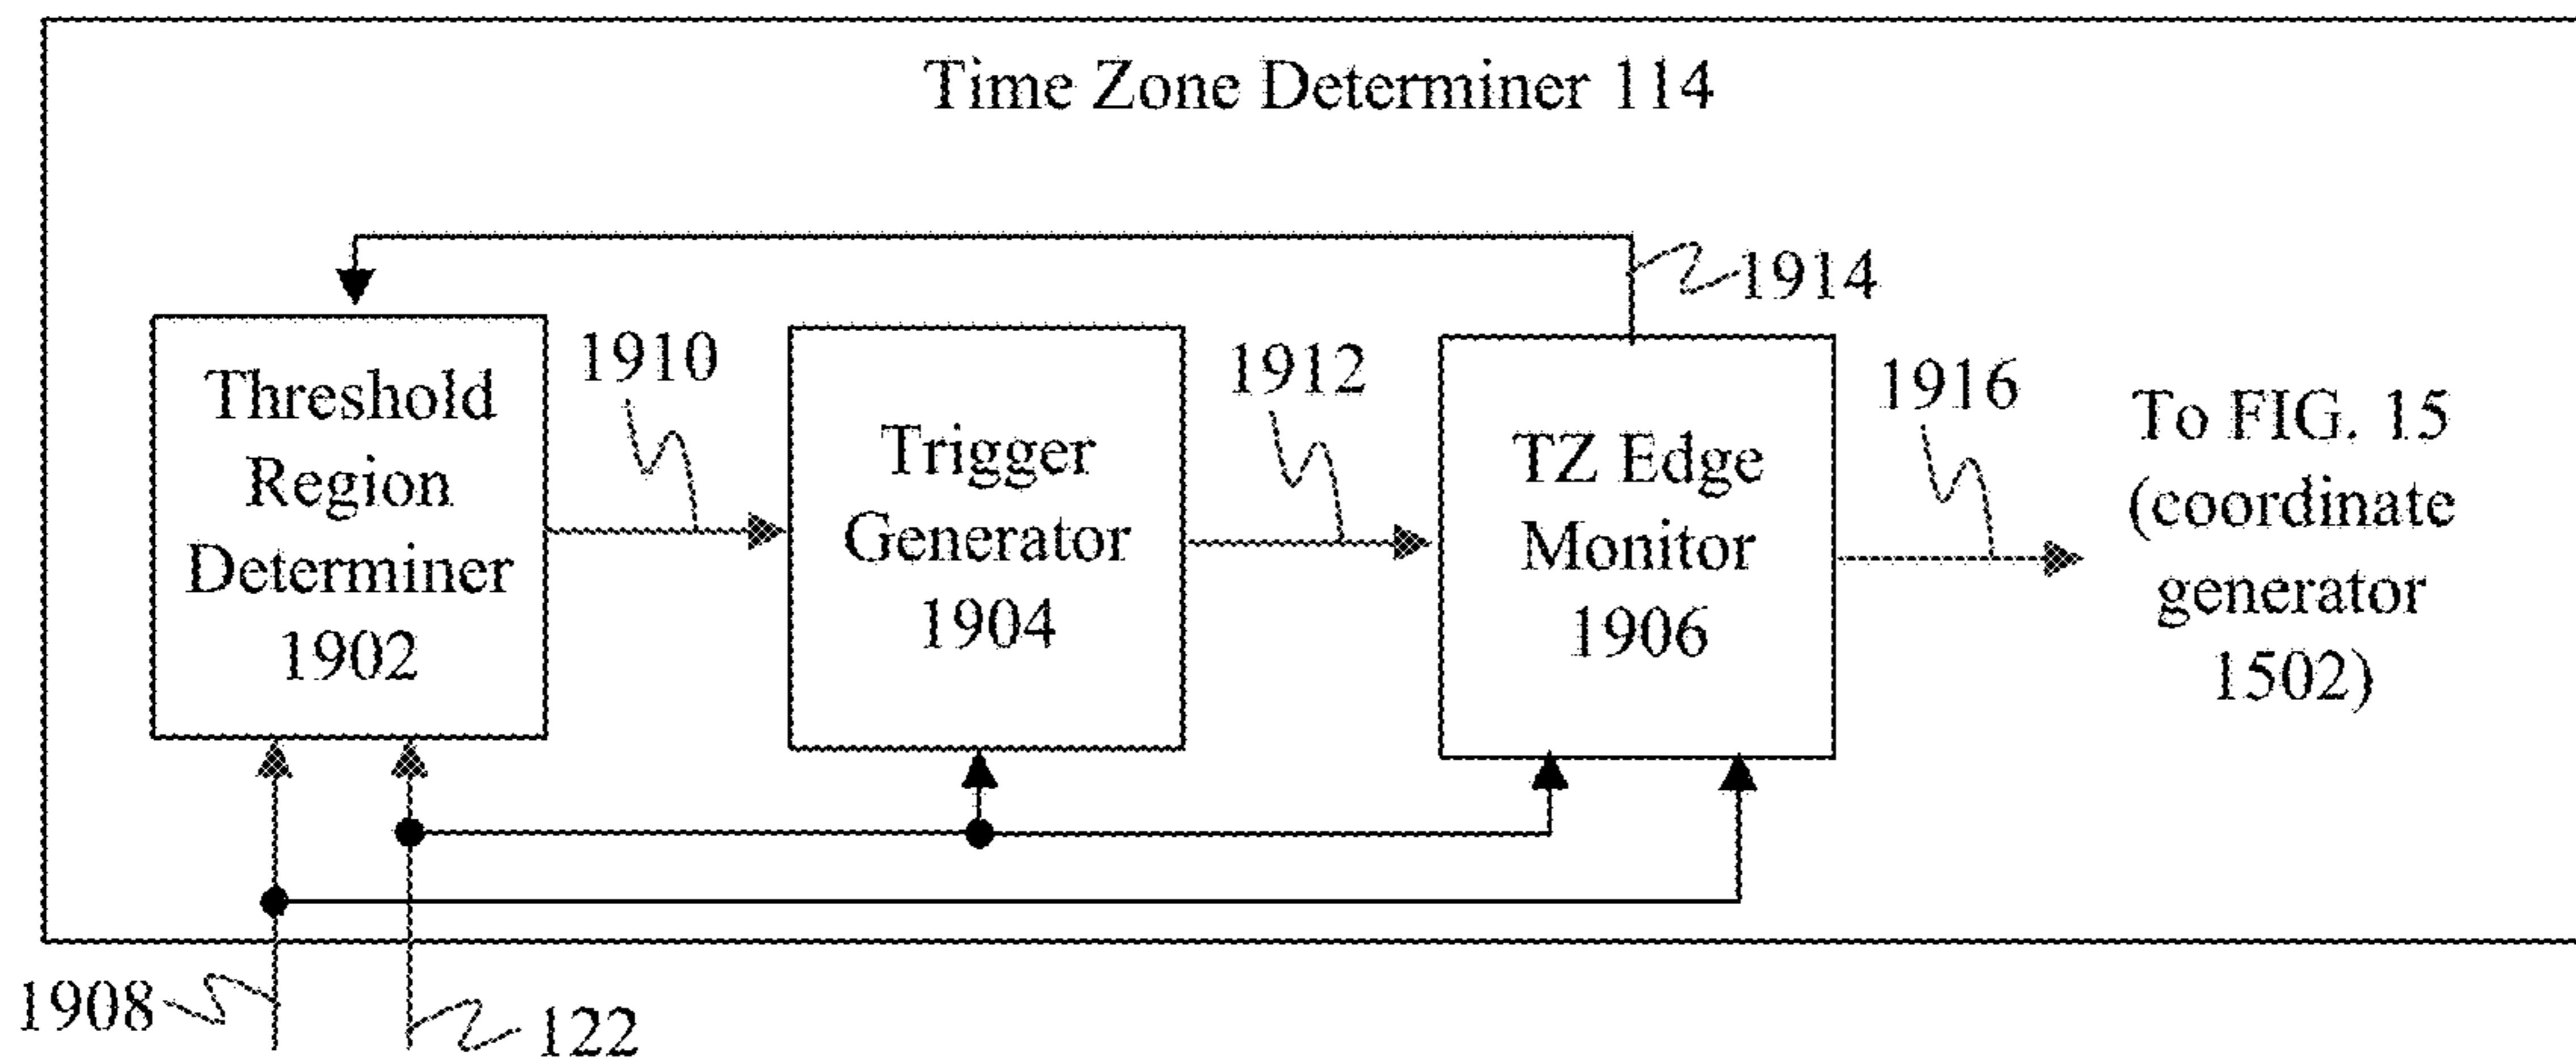 Time Zone Determiner 114
1914
1910
1912
1916
Threshold
Region
Determiner
1902
Trigger
Generator
1904
TZ Edge
Monitor
1906
To FIG. 15
(coordinate
generator
1502)
1908
122